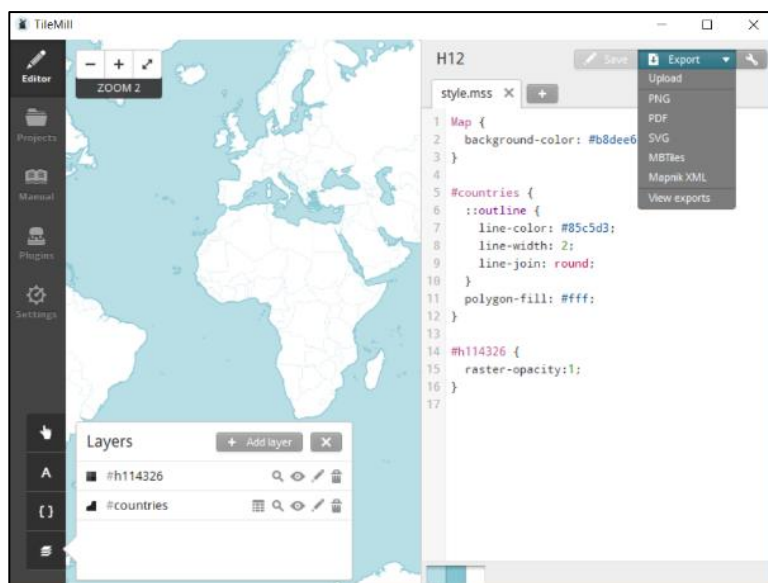 TileMill
Editor
Projects
Manual
Plugins
Settings
- +
ZOOM 2
H12
Save
Export
Upload
PNG
PDF
SVG
MBTiles
Mapnik XML
View exports
style.mss × +
1 Map {
2 background-color: #b8dee6
3 }
4
5 #countries {
6 ::outline {
7 line-color: #85c5d3;
8 line-width: 2;
9 line-join: round;
10 }
11 polygon-fill: #fff;
12 }
13
14 #h114326 {
15 raster-opacity:1;
16 }
17
A
{}
Layers
+ Add layer ×
#h114326
#countries